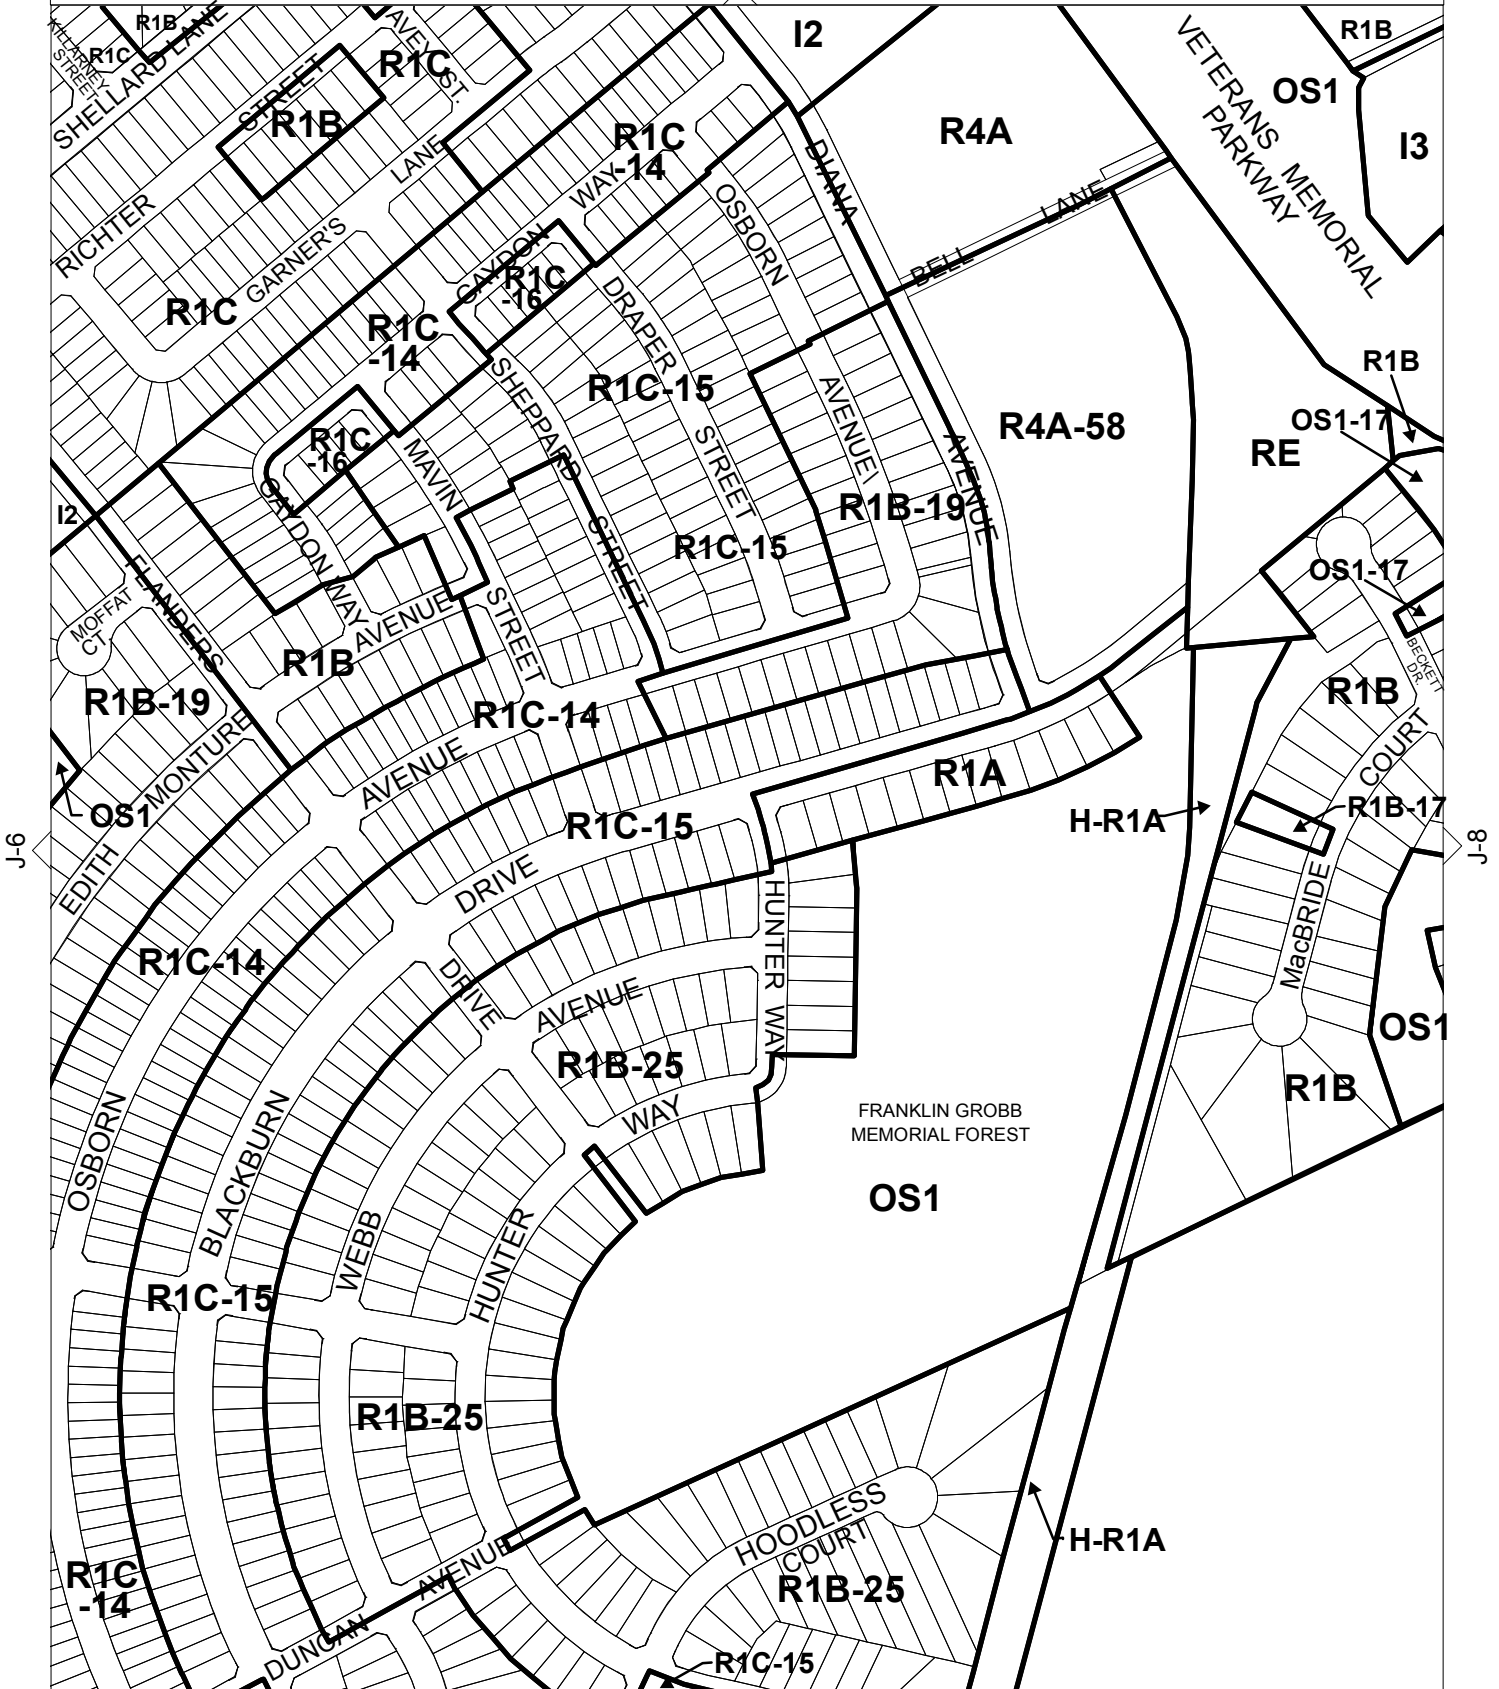 R1B
R1C
KILLARNEY
STREET
SHELLARD LANE
AVEY ST.
R1C
STREET
R1B
I2
R4A
VETERANS MEMORIAL
PARKWAY
R1B
OS1
I3
R1C
-14
LANE
WAY
DIANA
OSBORN
BELL LANE
RICHTER
GARNER'S
R1C
GAYDON
R1C
-16
DRAPER
R1C
-14
SHEPPARD
R1C-15
R4A-58
R1B
OS1-17
RE
R1C
-16
MAVIN
STREET
AVENUE
AVENUE
R1B-19
I2
GAYDON WAY
STREET
R1C-15
FLANDERS
MOFFAT
CT
STREET
AVENUE
R1B
OS1-17
BECKETT
DR.
R1B
R1B-19
R1C-14
MONTURE
AVENUE
COURT
R1A
OS1
R1C-15
H-R1A
R1B-17
J-6
J-8
EDITH
DRIVE
HUNTER WAY
MacBRIDE
R1C-14
DRIVE
AVENUE
OS1
R1B-25
R1B
WAY
FRANKLIN GROBB
MEMORIAL FOREST
OSBORN
BLACKBURN
OS1
WEBB
HUNTER
R1C-15
R1B-25
HOODLESS
COURT
H-R1A
AVENUE
R1C
-14
R1B-25
DUNCAN
R1C-15